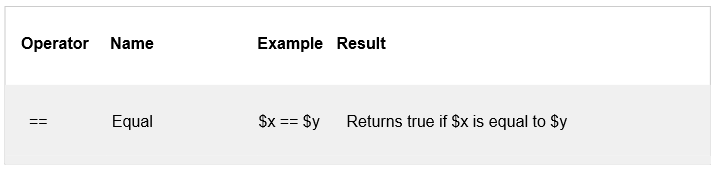 Operator Name Example Result
== Equal $x == $y Returns true if $x is equal to $y